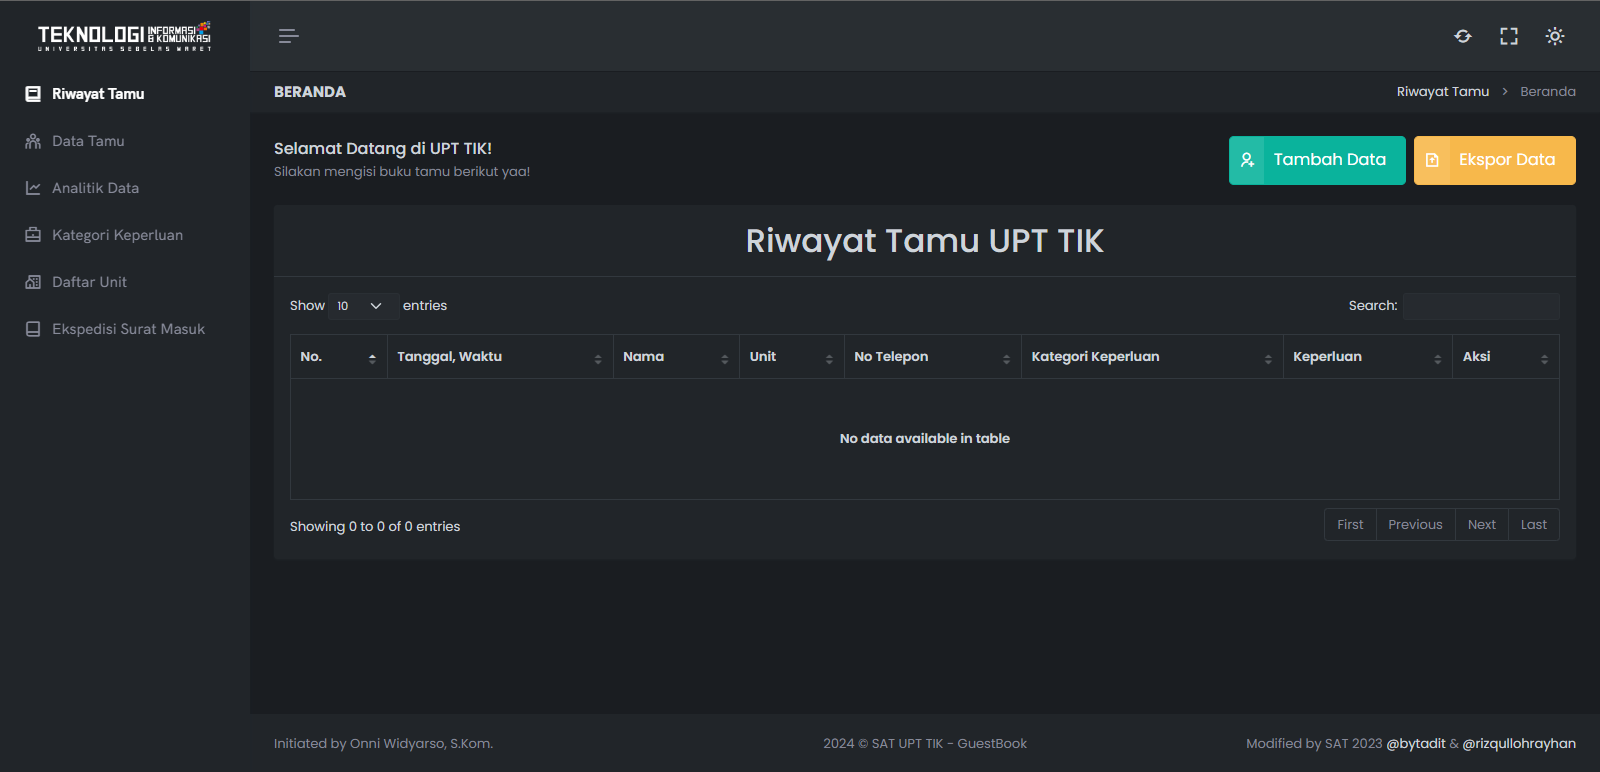 TEKNOLOGI INFORMASI & KOMUNIKASI
UNIVERSITAS SEBELAS MARET
Riwayat Tamu
Data Tamu
Analitik Data
Kategori Keperluan
Daftar Unit
Ekspedisi Surat Masuk
BERANDA
Riwayat Tamu > Beranda
Selamat Datang di UPT TIK!
Silakan mengisi buku tamu berikut yaa!
Tambah Data
Ekspor Data
Riwayat Tamu UPT TIK
Show 10 entries
Search:
No. Tanggal, Waktu Nama Unit No Telepon Kategori Keperluan Keperluan Aksi
No data available in table
Showing 0 to 0 of 0 entries
First Previous Next Last
Initiated by Onni Widyarso, S.Kom.
2024 © SAT UPT TIK - GuestBook
Modified by SAT 2023 @bytadit & @rizqullohrayhan